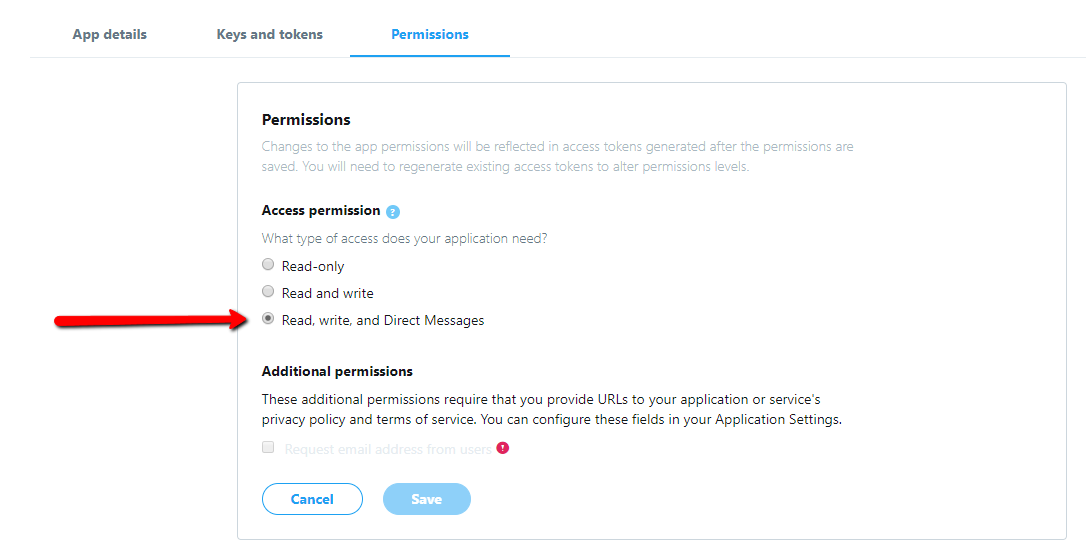 App details Keys and tokens Permissions
Permissions
Changes to the app permissions will be reflected in access tokens generated after the permissions are
saved. You will need to regenerate existing access tokens to alter permissions levels.
Access permission ?
What type of access does your application need?
Read-only
Read and write
Read, write, and Direct Messages
Additional permissions
These additional permissions require that you provide URLs to your application or service's
privacy policy and terms of service. You can configure these fields in your Application Settings.
Request email address from users !
Cancel Save